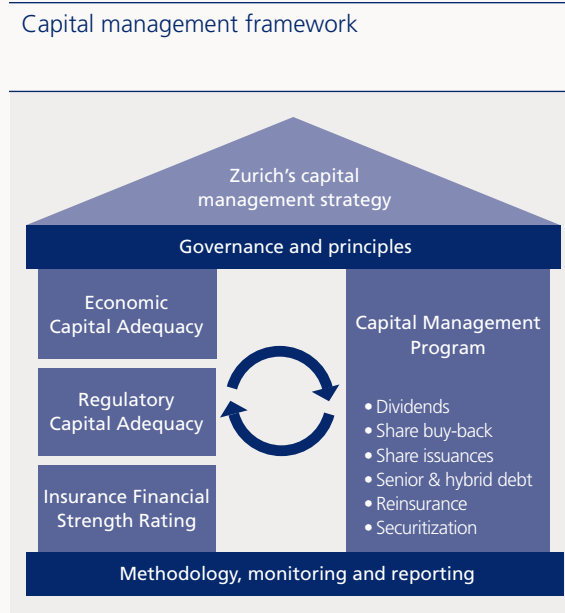 Capital management framework
Zurich’s capital
management strategy
Governance and principles
Economic
Capital Adequacy
Regulatory
Capital Adequacy
Insurance Financial
Strength Rating
Capital Management
Program
• Dividends
• Share buy-back
• Share issuances
• Senior & hybrid debt
• Reinsurance
• Securitization
Methodology, monitoring and reporting